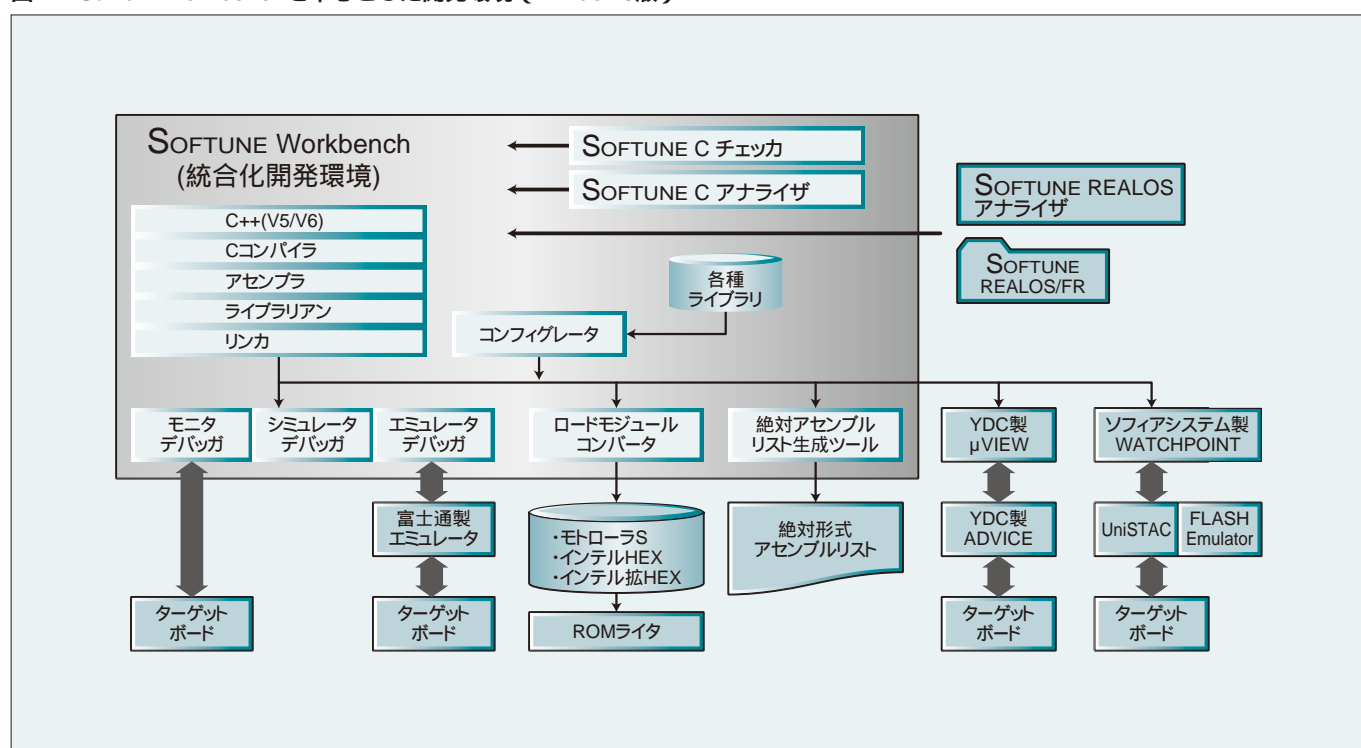 SOFTUNE Workbench
(統合化開発環境)
C++(V5/V6)
Cコンパイラ
アセンブラ
ライブラリアン
リンカ
SOFTUNE C チェッカ
SOFTUNE C アナライザ
SOFTUNE REALOS
アナライザ
SOFTUNE
REALOS/FR
各種
ライブラリ
コンフィグレータ
モニタ
デバッガ
シミュレータ
デバッガ
エミュレータ
デバッガ
ロードモジュール
コンバータ
絶対アセンブル
リスト生成ツール
YDC製
μVIEW
ソフィアシステム製
WATCHPOINT
富士通製
エミュレータ
・モトローラS
・インテルHEX
・インテル拡HEX
絶対形式
アセンブルリスト
YDC製
ADVICE
UniSTAC
FLASH
Emulator
ターゲット
ボード
ターゲット
ボード
ROMライタ
ターゲット
ボード
ターゲット
ボード